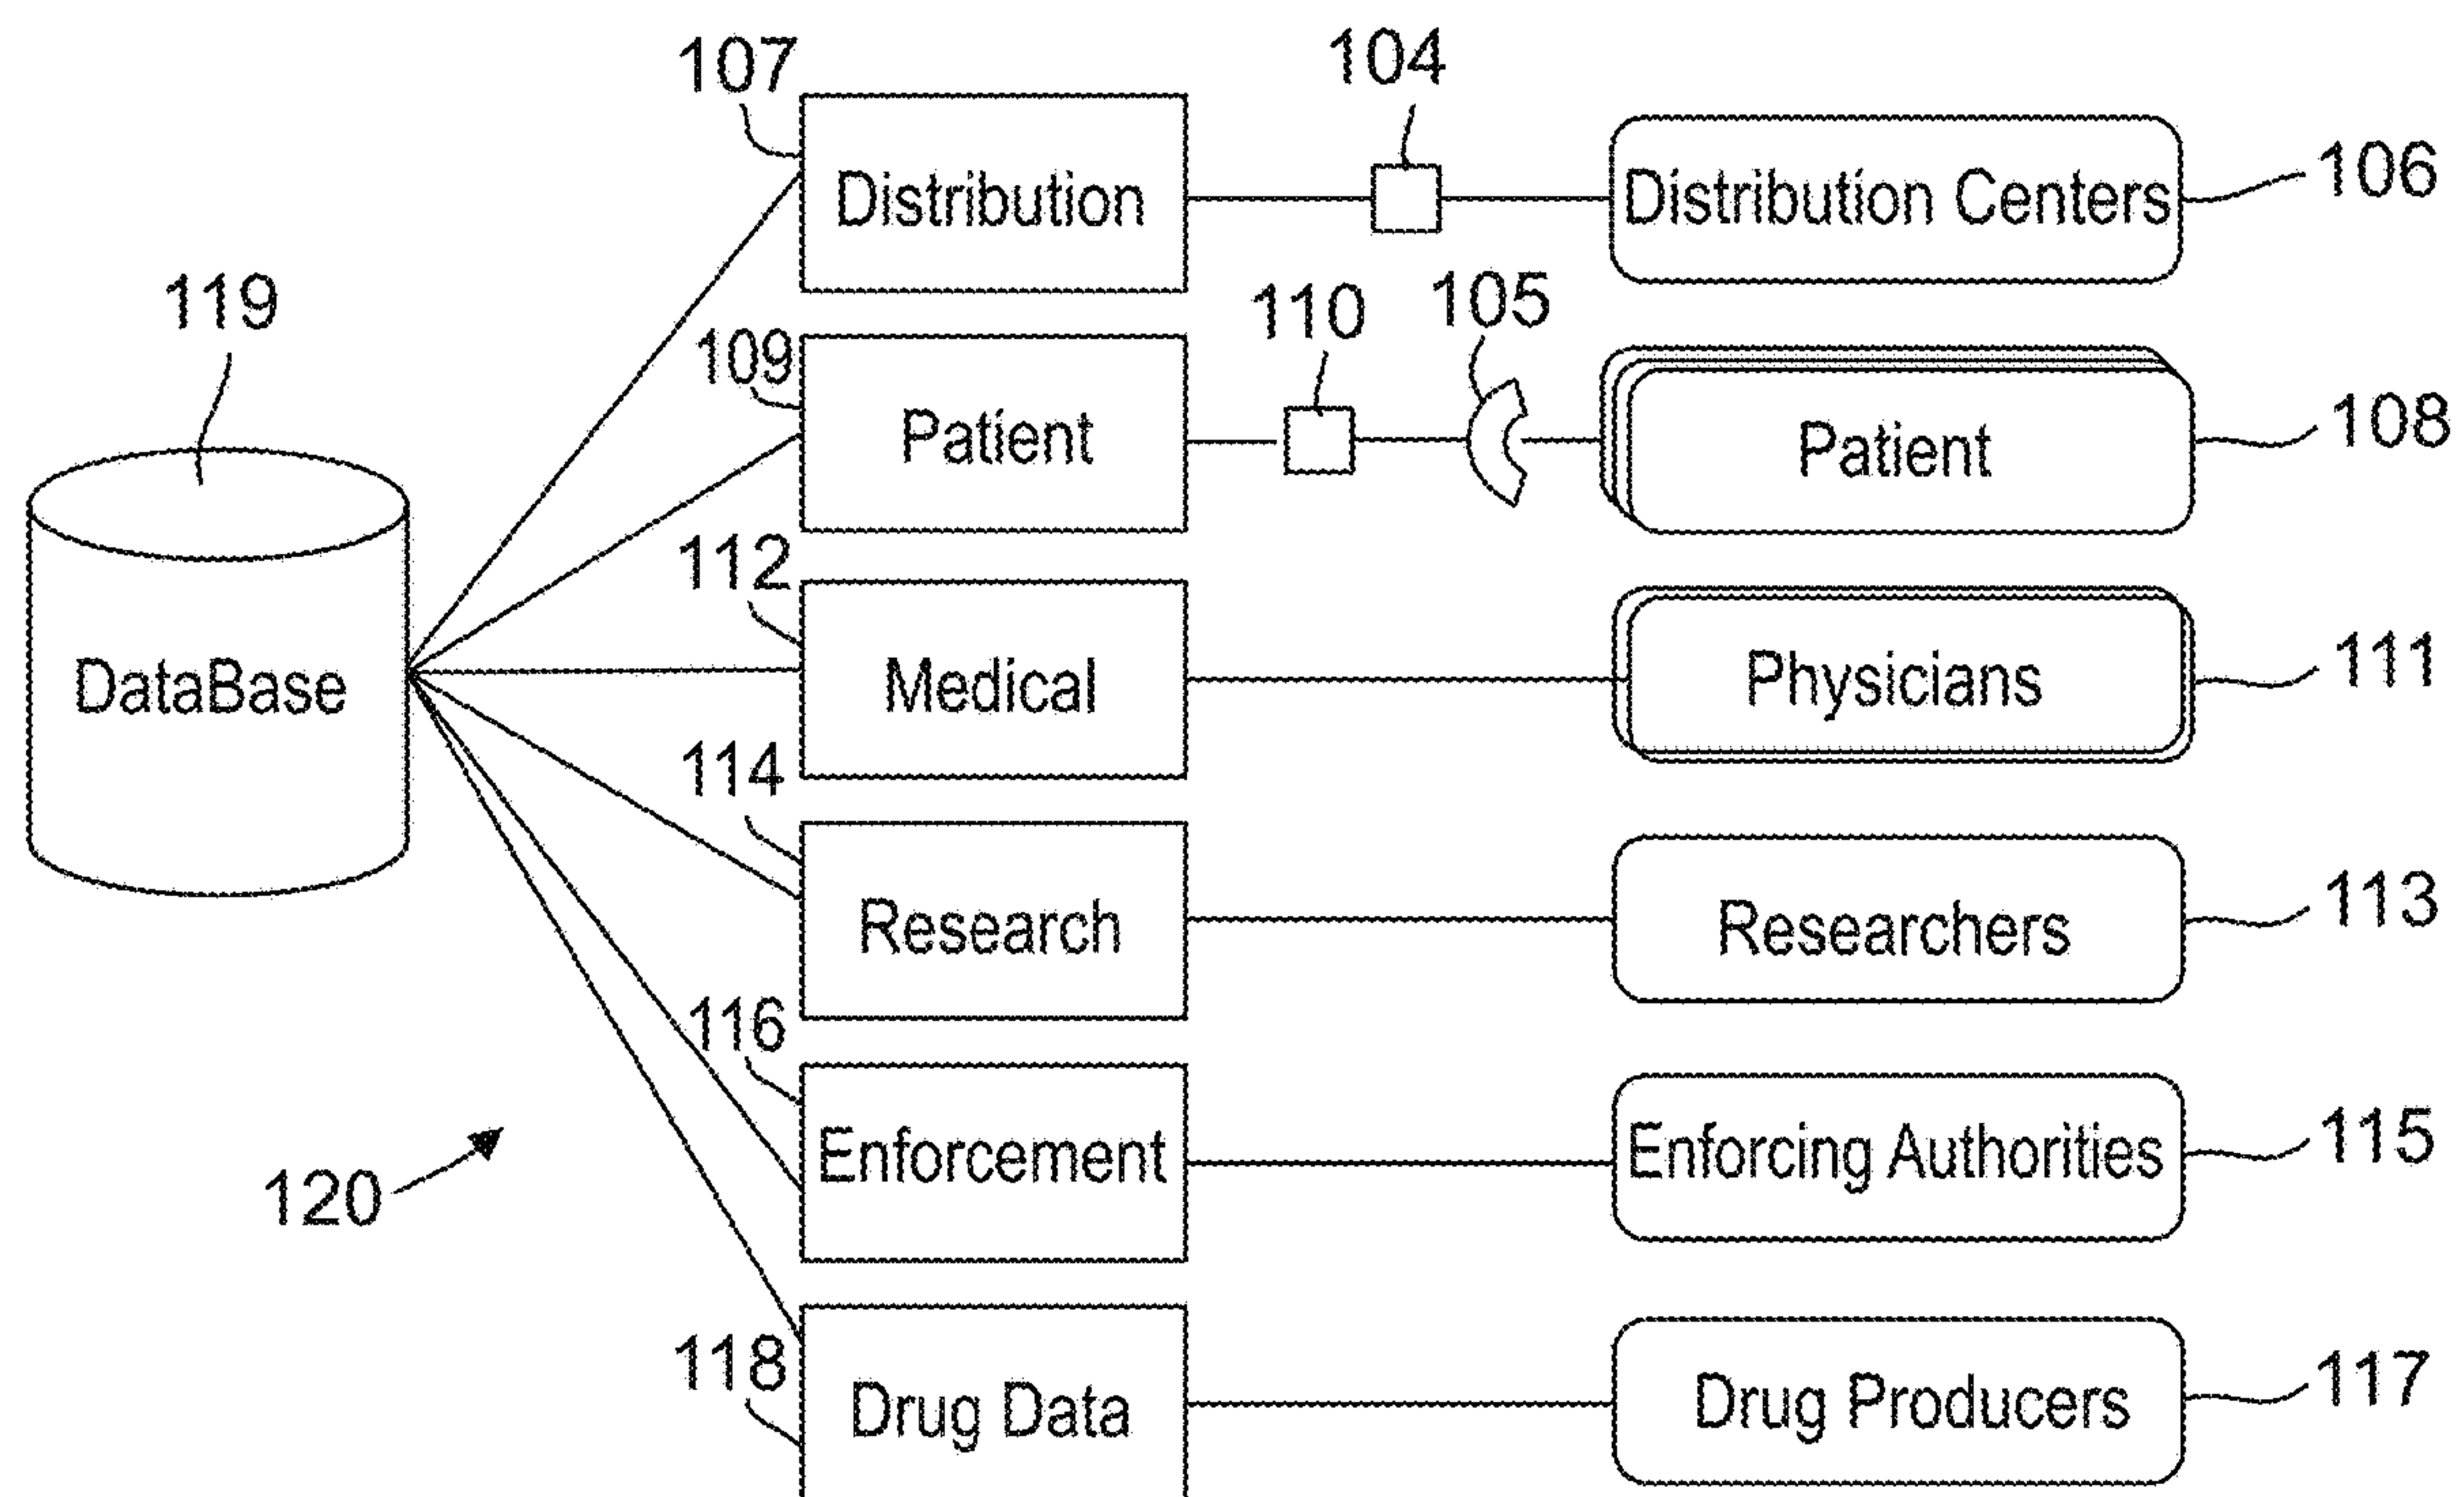 107
104
Distribution
Distribution Centers
106
119
109
110
105
Patient
Patient
108
DataBase
112
Medical
Physicians
111
114
Research
Researchers
113
116
Enforcement
Enforcing Authorities
115
120
118
Drug Data
Drug Producers
117